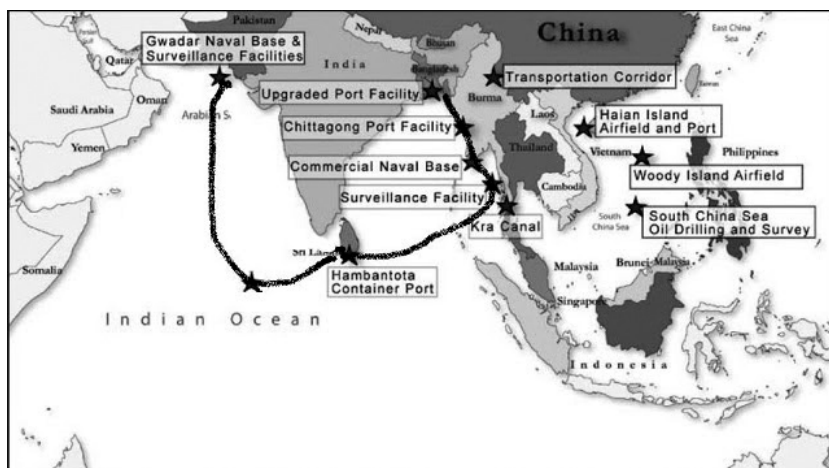 Pakistan
Nepal
Bhutan
China
East China
Sea
Gwadar Naval Base &
Surveillance Facilities
Persian
Gulf
Qatar
India
Bangladesh
Transportation Corridor
Taiwan
Oman
Upgraded Port Facility
Burma
Saudi Arabia
Arabian S
Laos
Haian Island
Airfield and Port
Chittagong Port Facility
Yemen
Thailand
Vietnam
Philippines
Commercial Naval Base
Woody Island Airfield
Cambodia
Surveillance Facility
South China Sea
Oil Drilling and Survey
Kra Canal
South
China Sea
Somalia
Sri Lan
Hambantota
Container Port
Malaysia
Brunei
Malaysia
Singapore
Indian Ocean
Indonesia